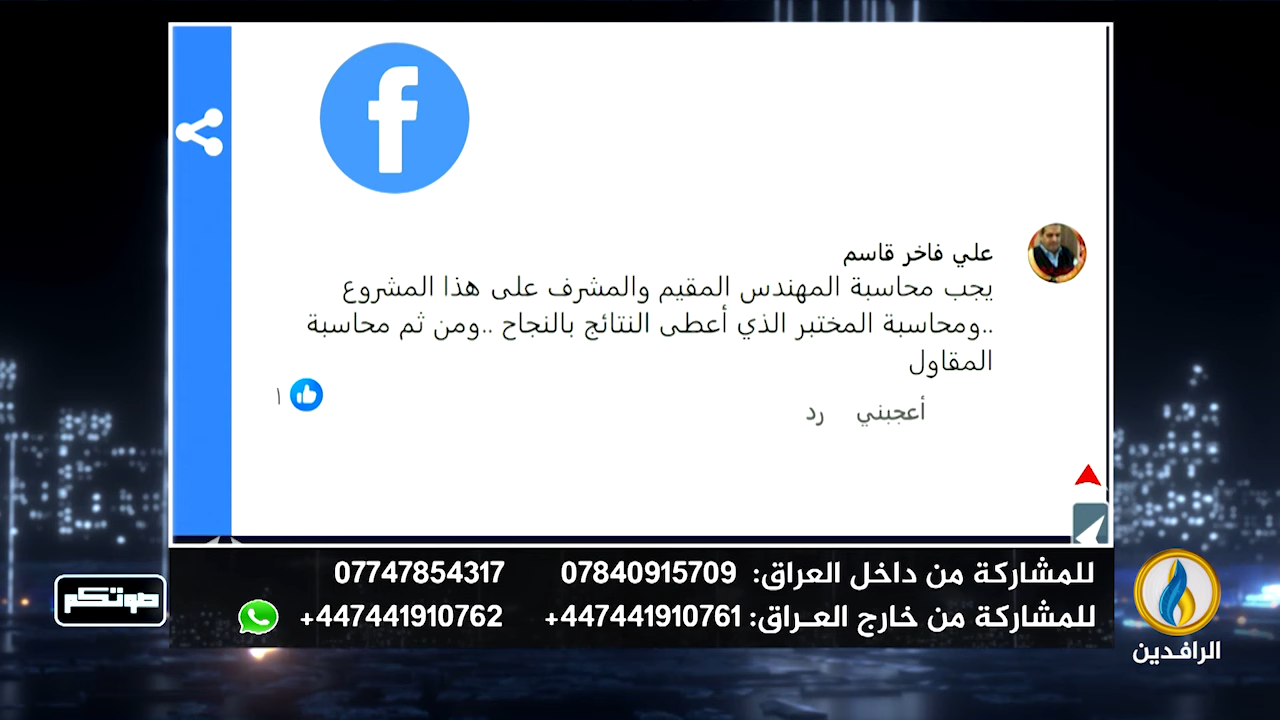 علي فاخر قاسم
يجب محاسبة المهندس المقيم والمشرف على هذا المشروع
..ومحاسبة المختبر الذي أعطى النتائج بالنجاح ..ومن ثم محاسبة
المقاول
١
أعجبني رد
للمشاركة من داخل العراق: 07840915709 07747854317
للمشاركة من خارج العـراق: 447441910761+ 447441910762+
صوتكم
الرافدين